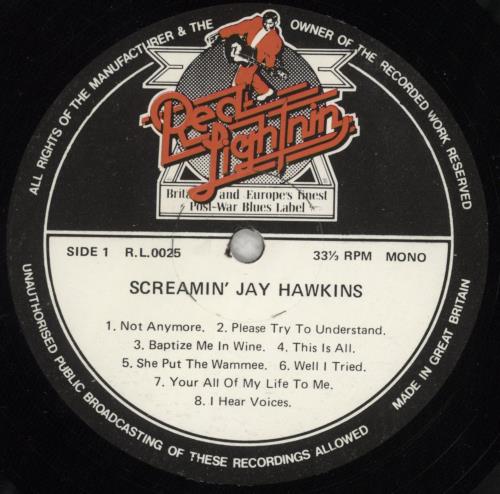 ALL RIGHTS OF THE MANUFACTURER & THE OWNER OF THE RECORDED WORK RESERVED
Red
Lightnin
Britain's and Europe's finest
Post-War Blues Label
SIDE 1 R.L.0025 33⅓ RPM MONO
SCREAMIN' JAY HAWKINS
1. Not Anymore. 2. Please Try To Understand.
3. Baptize Me In Wine. 4. This Is All.
5. She Put The Wammee. 6. Well I Tried.
7. Your All Of My Life To Me.
8. I Hear Voices.
UNAUTHORISED PUBLIC BROADCASTING OF THESE RECORDINGS ALLOWED
MADE IN GREAT BRITAIN